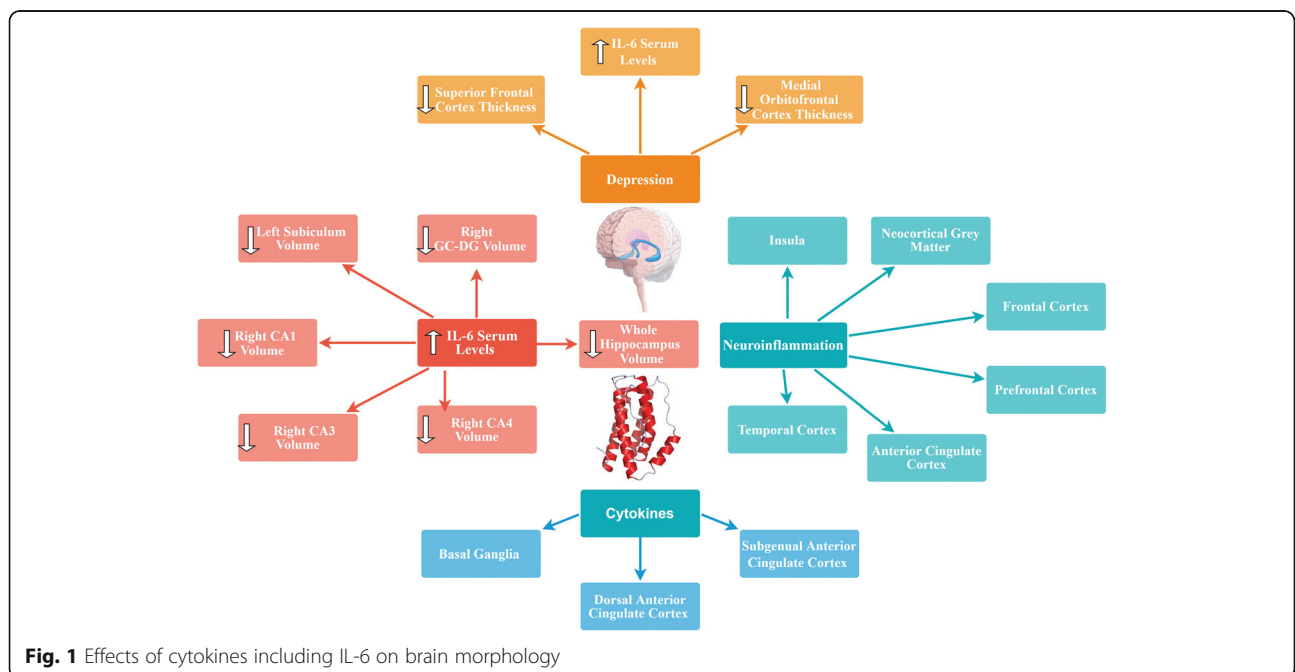 IL-6 Serum
Levels
Superior Frontal
Cortex Thickness
Medial
Orbitofrontal
Cortex Thickness
Depression
Left Subiculum
Volume
Right
GC-DG Volume
Insula
Neocortical Grey
Matter
Frontal Cortex
Right CA1
Volume
IL-6 Serum
Levels
Whole
Hippocampus
Volume
Neuroinflammation
Prefrontal Cortex
Right CA3
Volume
Right CA4
Volume
Temporal Cortex
Anterior Cingulate
Cortex
Cytokines
Basal Ganglia
Subgenual Anterior
Cingulate Cortex
Dorsal Anterior
Cingulate Cortex
Fig. 1 Effects of cytokines including IL-6 on brain morphology